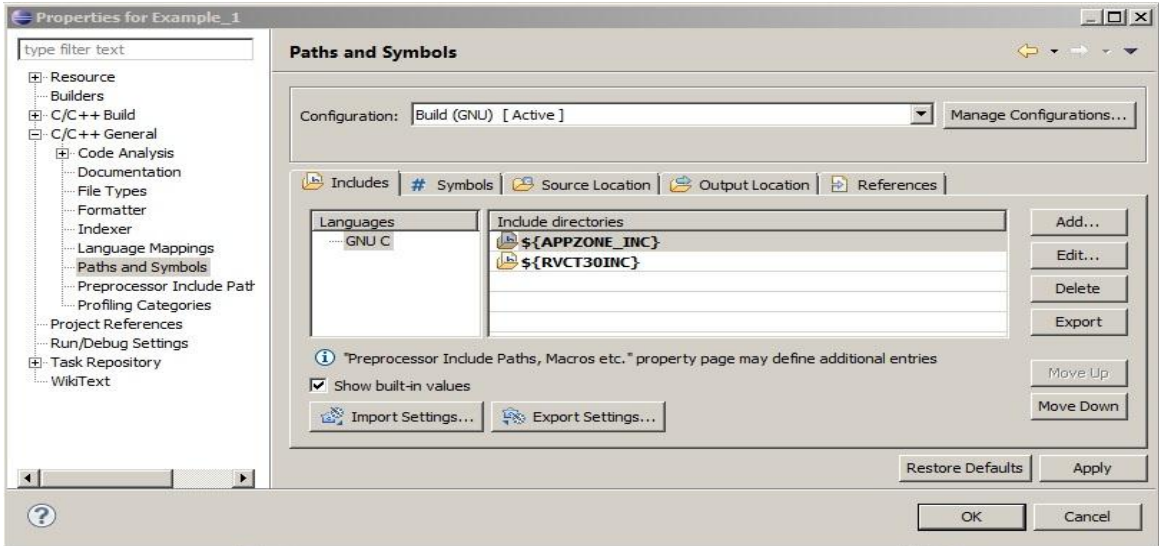 Properties for Example_1
type filter text
Resource
Builders
C/C++ Build
C/C++ General
Code Analysis
Documentation
File Types
Formatter
Indexer
Language Mappings
Paths and Symbols
Preprocessor Include Path
Profiling Categories
Project References
Run/Debug Settings
Task Repository
WikiText
Paths and Symbols
Configuration: Build (GNU) [ Active ] Manage Configurations...
Includes # Symbols Source Location Output Location References
Languages Include directories
GNU C ${APPZONE_INC}
${RVCT30INC}
Add...
Edit...
Delete
Export
Move Up
Move Down
"Preprocessor Include Paths, Macros etc." property page may define additional entries
Show built-in values
Import Settings... Export Settings...
Restore Defaults Apply
OK Cancel